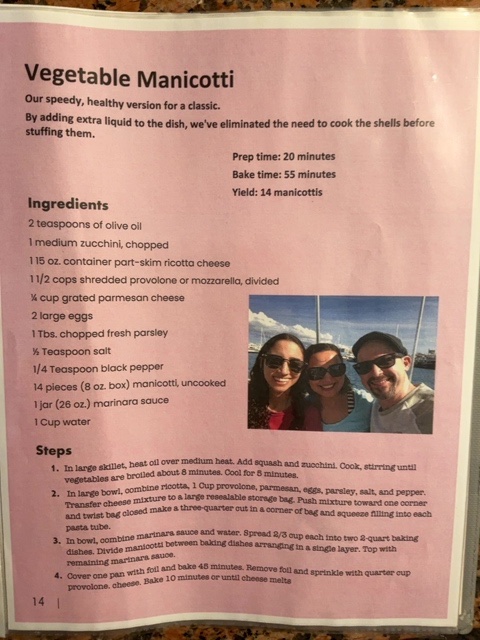 Vegetable Manicotti
Our speedy, healthy version for a classic.
By adding extra liquid to the dish, we've eliminated the need to cook the shells before
stuffing them.
Prep time: 20 minutes
Bake time: 55 minutes
Yield: 14 manicottis
Ingredients
2 teaspoons of olive oil
1 medium zucchini, chopped
1 15 oz. container part-skim ricotta cheese
1 1/2 cops shredded provolone or mozzarella, divided
¼ cup grated parmesan cheese
2 large eggs
1 Tbs. chopped fresh parsley
½ Teaspoon salt
1/4 Teaspoon black pepper
14 pieces (8 oz. box) manicotti, uncooked
1 jar (26 oz.) marinara sauce
1 Cup water
Steps
1. In large skillet, heat oil over medium heat. Add squash and zucchini. Cook, stirring until
vegetables are broiled about 8 minutes. Cool for 5 minutes.
2. In large bowl, combine ricotta, 1 Cup provolone, parmesan, eggs, parsley, salt, and pepper.
Transfer cheese mixture to a large resealable storage bag. Push mixture toward one corner
and twist bag closed make a three-quarter cut in a corner of bag and squeeze filling into each
pasta tube.
3. In bowl, combine marinara sauce and water. Spread 2/3 cup each into two 2-quart baking
dishes. Divide manicotti between baking dishes arranging in a single layer. Top with
remaining marinara sauce.
4. Cover one pan with foil and bake 45 minutes. Remove foil and sprinkle with quarter cup
provolone. cheese. Bake 10 minutes or until cheese melts
14 |